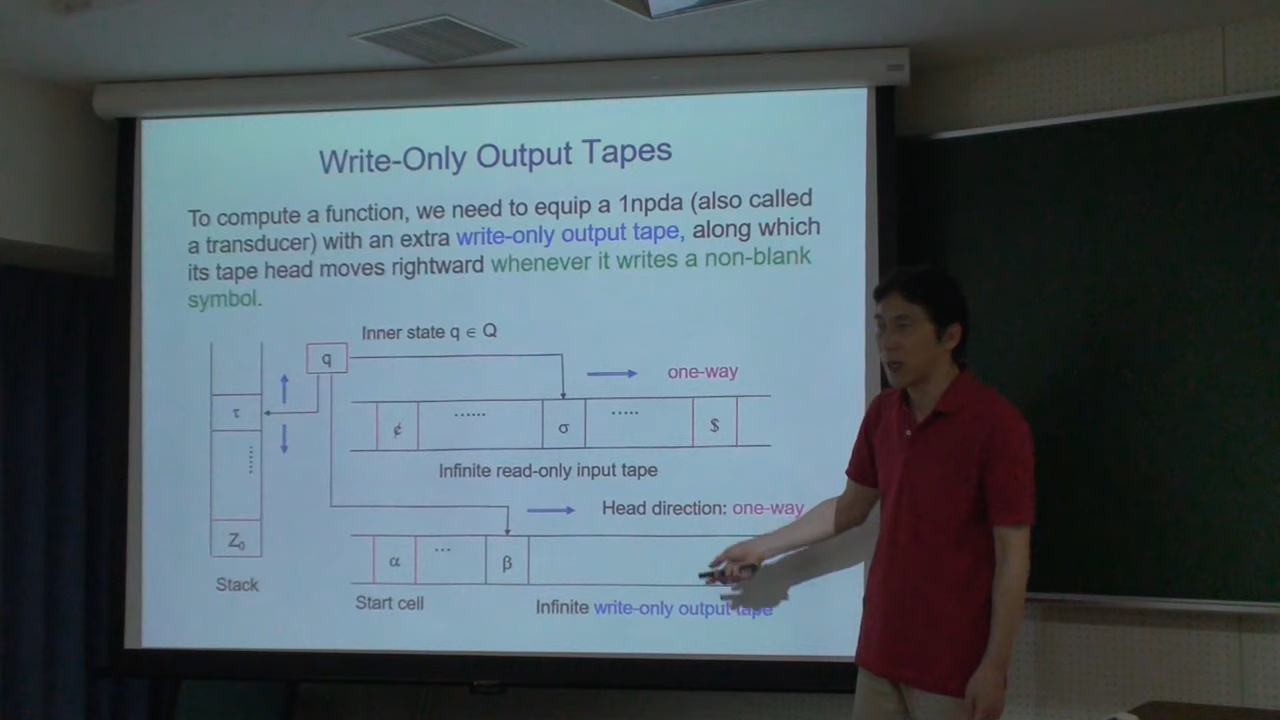 Write-Only Output Tapes
To compute a function, we need to equip a 1npda (also called
a transducer) with an extra write-only output tape, along which
its tape head moves rightward whenever it writes a non-blank
symbol.
Inner state q ∈ Q
q
one-way
τ
¢
......
σ
.....
$
......
Infinite read-only input tape
Head direction: one-way
Z₀
α
...
β
Stack
Start cell
Infinite write-only output tape